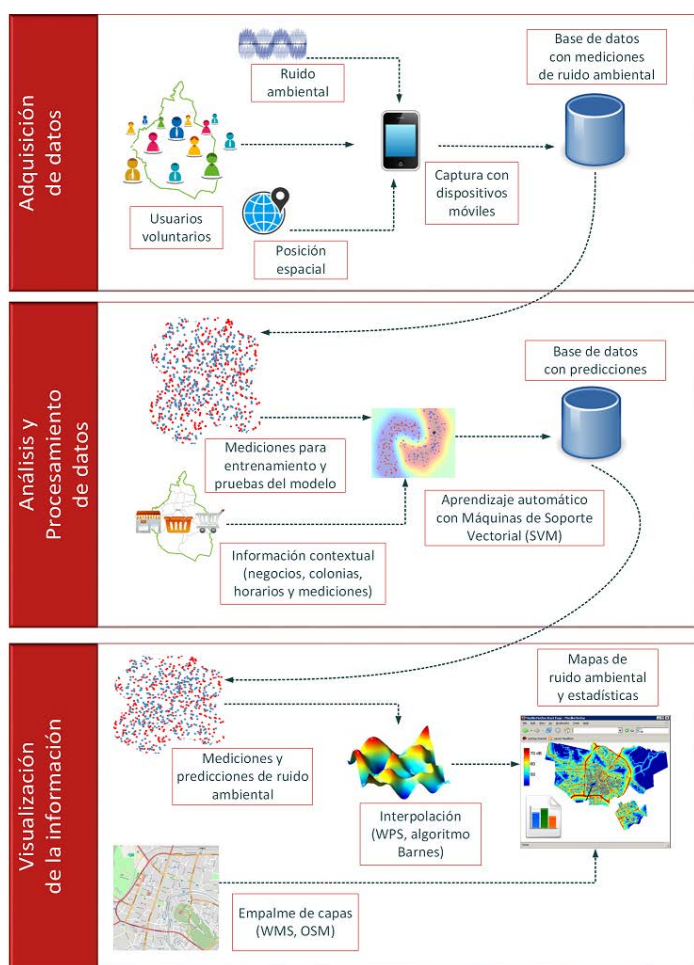 Adquisición
de datos
Ruido
ambiental
Usuarios
voluntarios
Posición
espacial
Captura con
dispositivos
móviles
Base de datos
con mediciones
de ruido ambiental
Análisis y
Procesamiento
de datos
Mediciones para
entrenamiento y
pruebas del modelo
Información contextual
(negocios, colonias,
horarios y mediciones)
Aprendizaje automático
con Máquinas de Soporte
Vectorial (SVM)
Base de datos
con predicciones
Visualización
de la información
Mediciones y
predicciones de ruido
ambiental
Interpolación
(WPS, algoritmo
Barnes)
Mapas de
ruido ambiental
y estadísticas
Empalme de capas
(WMS, OSM)